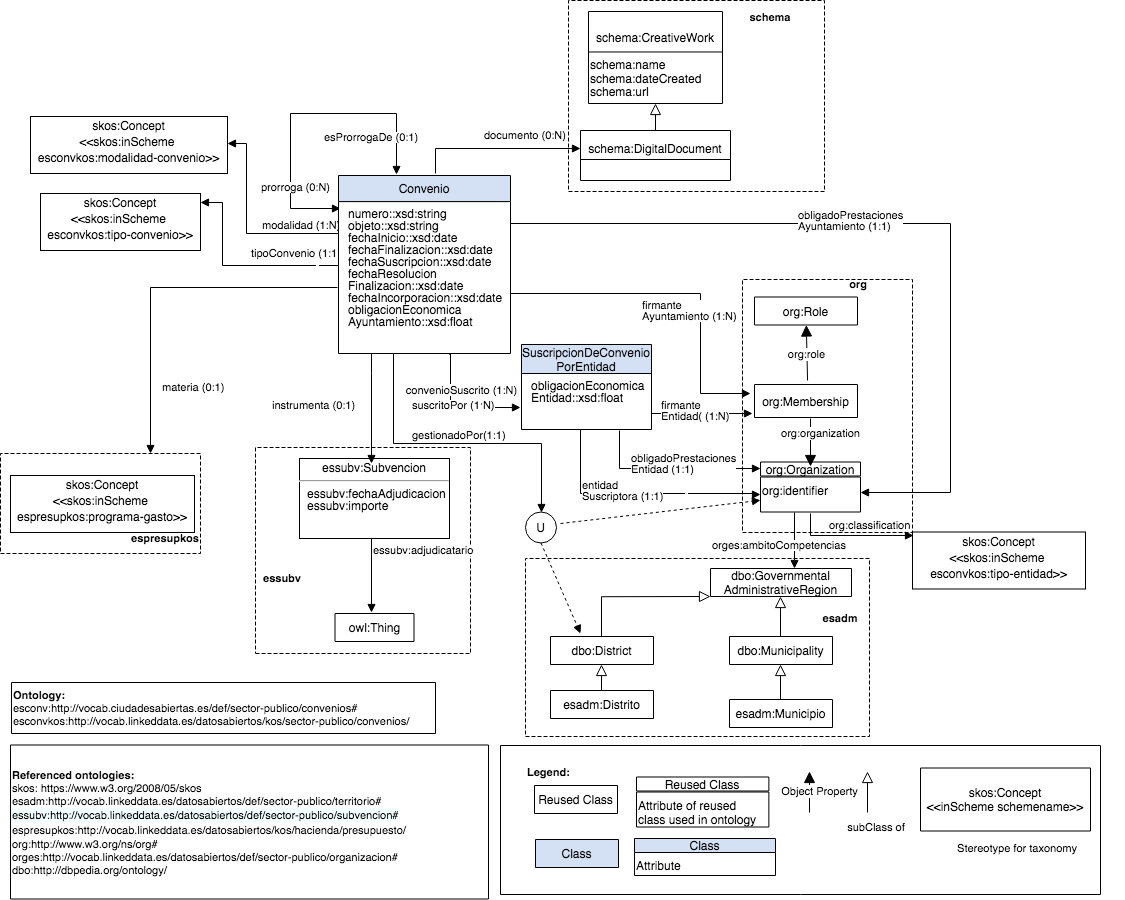 schema
schema:CreativeWork
schema:name
schema:dateCreated
schema:url
documento (0:N)
schema:DigitalDocument
skos:Concept
<<skos:inScheme
esconvkos:modalidad-convenio>>
esProrrogaDe (0:1)
prorroga (0:N)
skos:Concept
<<skos:inScheme
esconvkos:tipo-convenio>>
modalidad (1:N)
tipoConvenio (1:1
Convenio
numero::xsd:string
objeto::xsd:string
fechaInicio::xsd:date
fechaFinalizacion::xsd:date
fechaSuscripcion::xsd:date
fechaResolucion
Finalizacion::xsd:date
fechaIncorporacion::xsd:date
obligacionEconomica
Ayuntamiento::xsd:float
obligadoPrestaciones
Ayuntamiento (1:1)
firmante
Ayuntamiento (1:N)
org
org:Role
org:role
org:Membership
org:organization
org:Organization
org:identifier
SuscripcionDeConvenio
PorEntidad
obligacionEconomica
Entidad::xsd:float
materia (0:1)
instrumenta (0:1)
convenioSuscrito (1:N)
suscritoPor (1:N)
firmante
Entidad( (1:N)
gestionadoPor(1:1)
obligadoPrestaciones
Entidad (1:1)
entidad
Suscriptora (1:1)
skos:Concept
<<skos:inScheme
espresupkos:programa-gasto>>
espresupkos
essubv:Subvencion
essubv:fechaAdjudicacion
essubv:importe
essubv:adjudicatario
essubv
owl:Thing
U
org:classification
orges:ambitoCompetencias
skos:Concept
<<skos:inScheme
esconvkos:tipo-entidad>>
dbo:Governmental
AdministrativeRegion
esadm
dbo:District
dbo:Municipality
esadm:Distrito
esadm:Municipio
Ontology:
esconv:http://vocab.ciudadesabiertas.es/def/sector-publico/convenios#
esconvkos:http://vocab.linkeddata.es/datosabiertos/kos/sector-publico/convenios/
Referenced ontologies:
skos: https://www.w3.org/2008/05/skos
esadm:http://vocab.linkeddata.es/datosabiertos/def/sector-publico/territorio#
essubv:http://vocab.linkeddata.es/datosabiertos/def/sector-publico/subvencion#
espresupkos:http://vocab.linkeddata.es/datosabiertos/kos/hacienda/presupuesto/
org:http://www.w3.org/ns/org#
orges:http://vocab.linkeddata.es/datosabiertos/def/sector-publico/organizacion#
dbo:http://dbpedia.org/ontology/
Legend:
Reused Class
Reused Class
Attribute of reused
class used in ontology
Object Property
subClass of
skos:Concept
<<inScheme schemename>>
Stereotype for taxonomy
Class
Class
Attribute